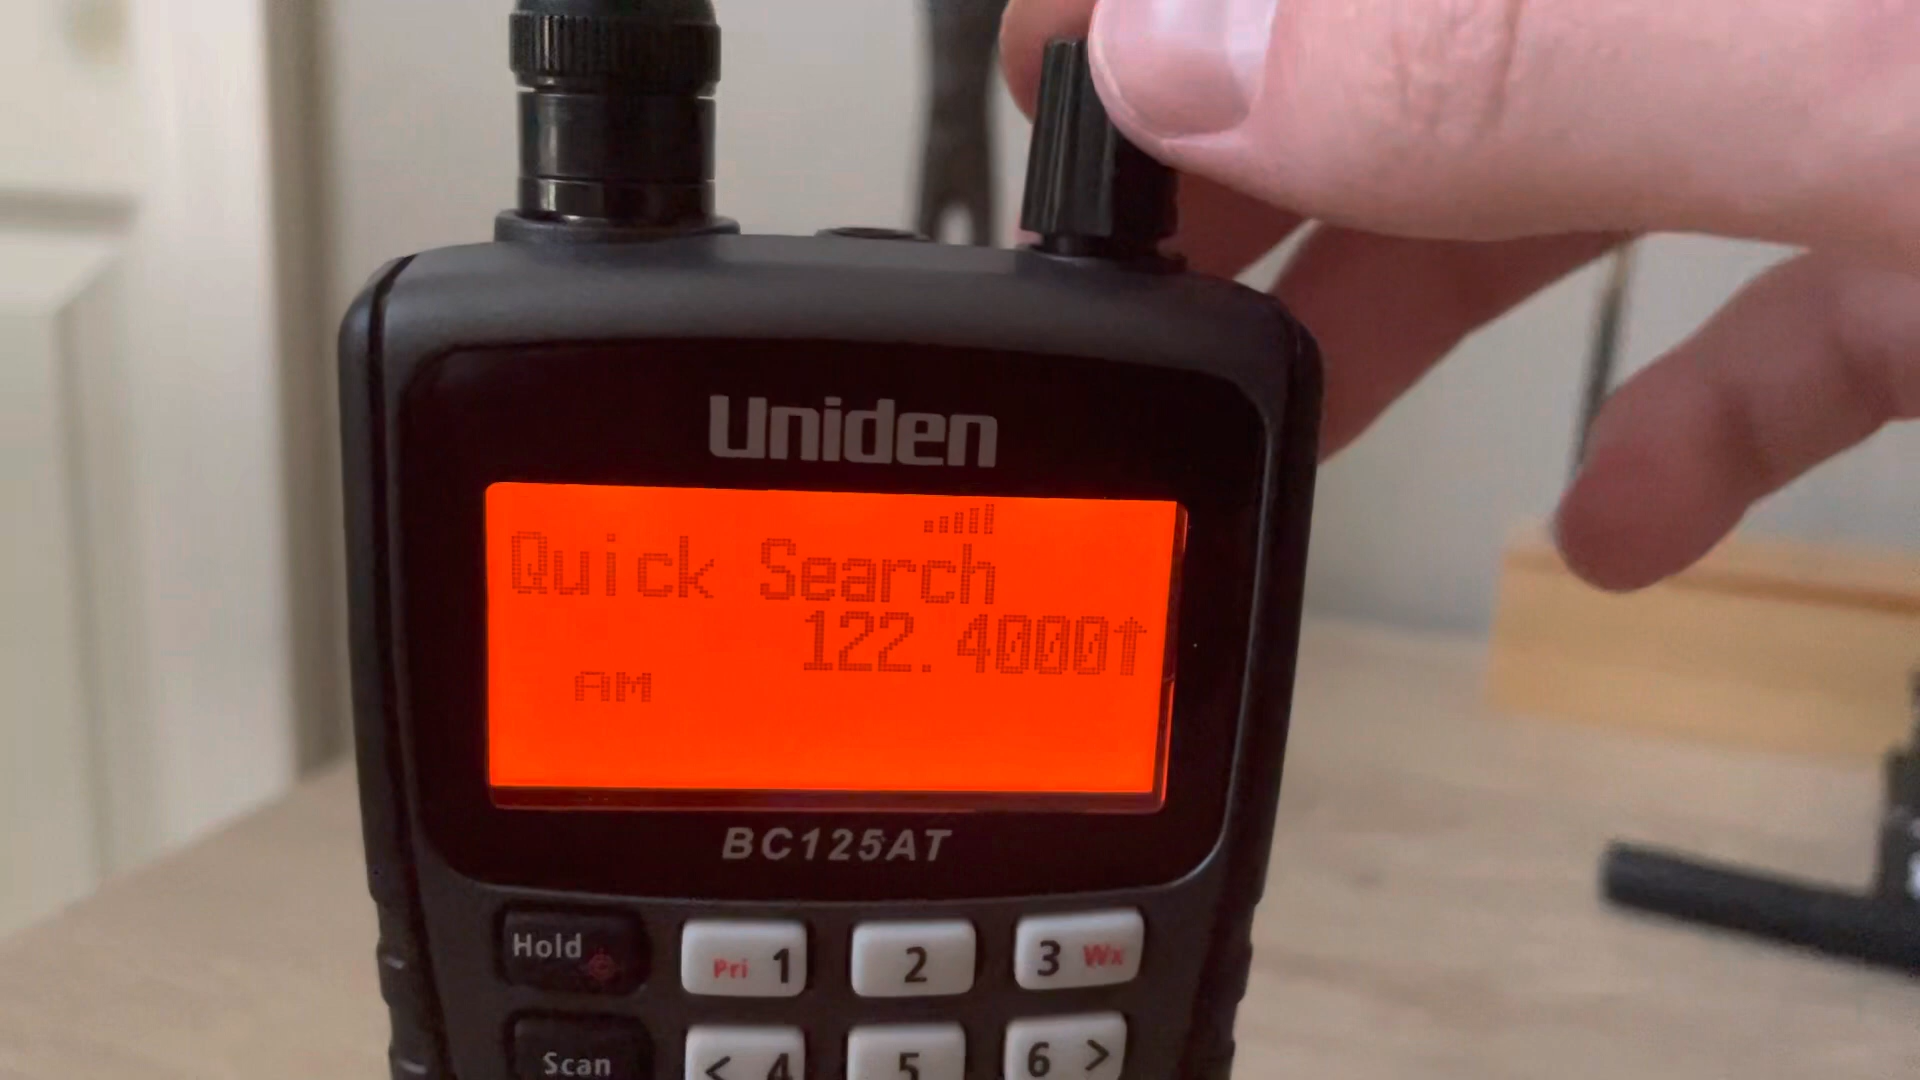 Uniden
Quick Search
122.4000↑
AM
BC125AT
Hold
Pri 1
2
3 Wx
Scan
< 4
5
6 >